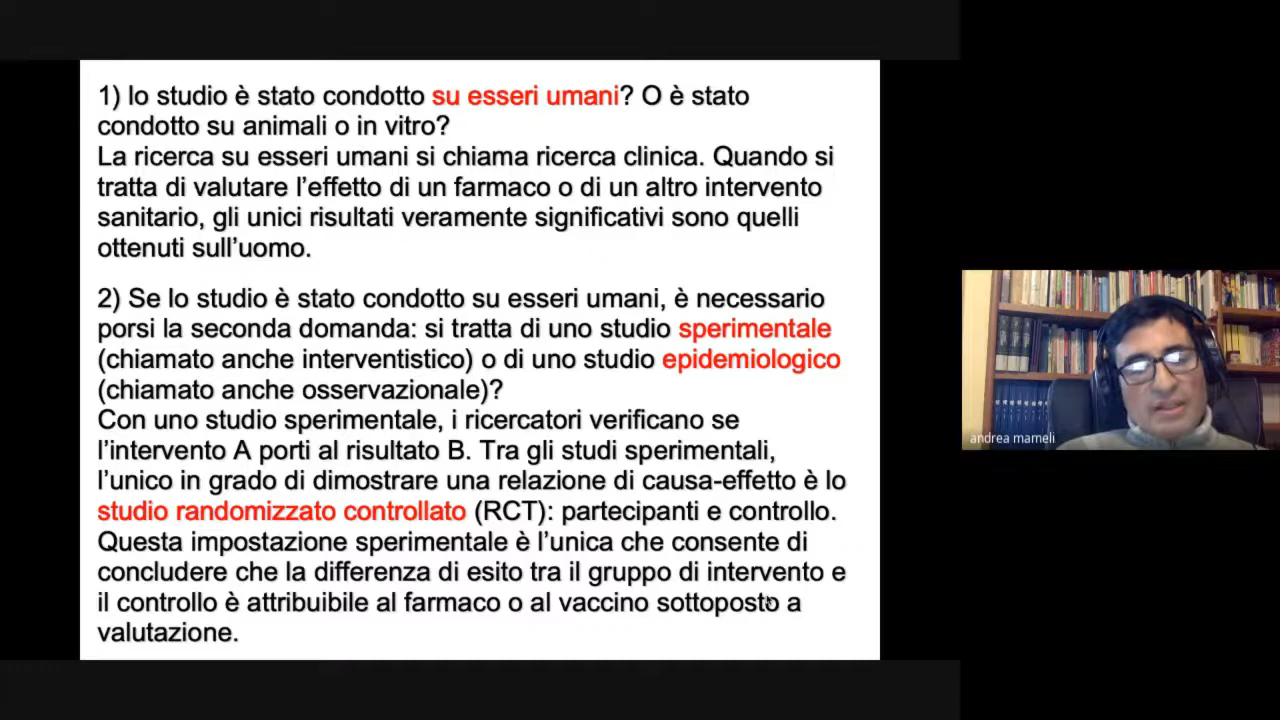 1) lo studio è stato condotto su esseri umani? O è stato
condotto su animali o in vitro?
La ricerca su esseri umani si chiama ricerca clinica. Quando si
tratta di valutare l’effetto di un farmaco o di un altro intervento
sanitario, gli unici risultati veramente significativi sono quelli
ottenuti sull’uomo.
2) Se lo studio è stato condotto su esseri umani, è necessario
porsi la seconda domanda: si tratta di uno studio sperimentale
(chiamato anche interventistico) o di uno studio epidemiologico
(chiamato anche osservazionale)?
Con uno studio sperimentale, i ricercatori verificano se
l’intervento A porti al risultato B. Tra gli studi sperimentali,
l’unico in grado di dimostrare una relazione di causa-effetto è lo
studio randomizzato controllato (RCT): partecipanti e controllo.
Questa impostazione sperimentale è l’unica che consente di
concludere che la differenza di esito tra il gruppo di intervento e
il controllo è attribuibile al farmaco o al vaccino sottoposto a
valutazione.
andrea mameli